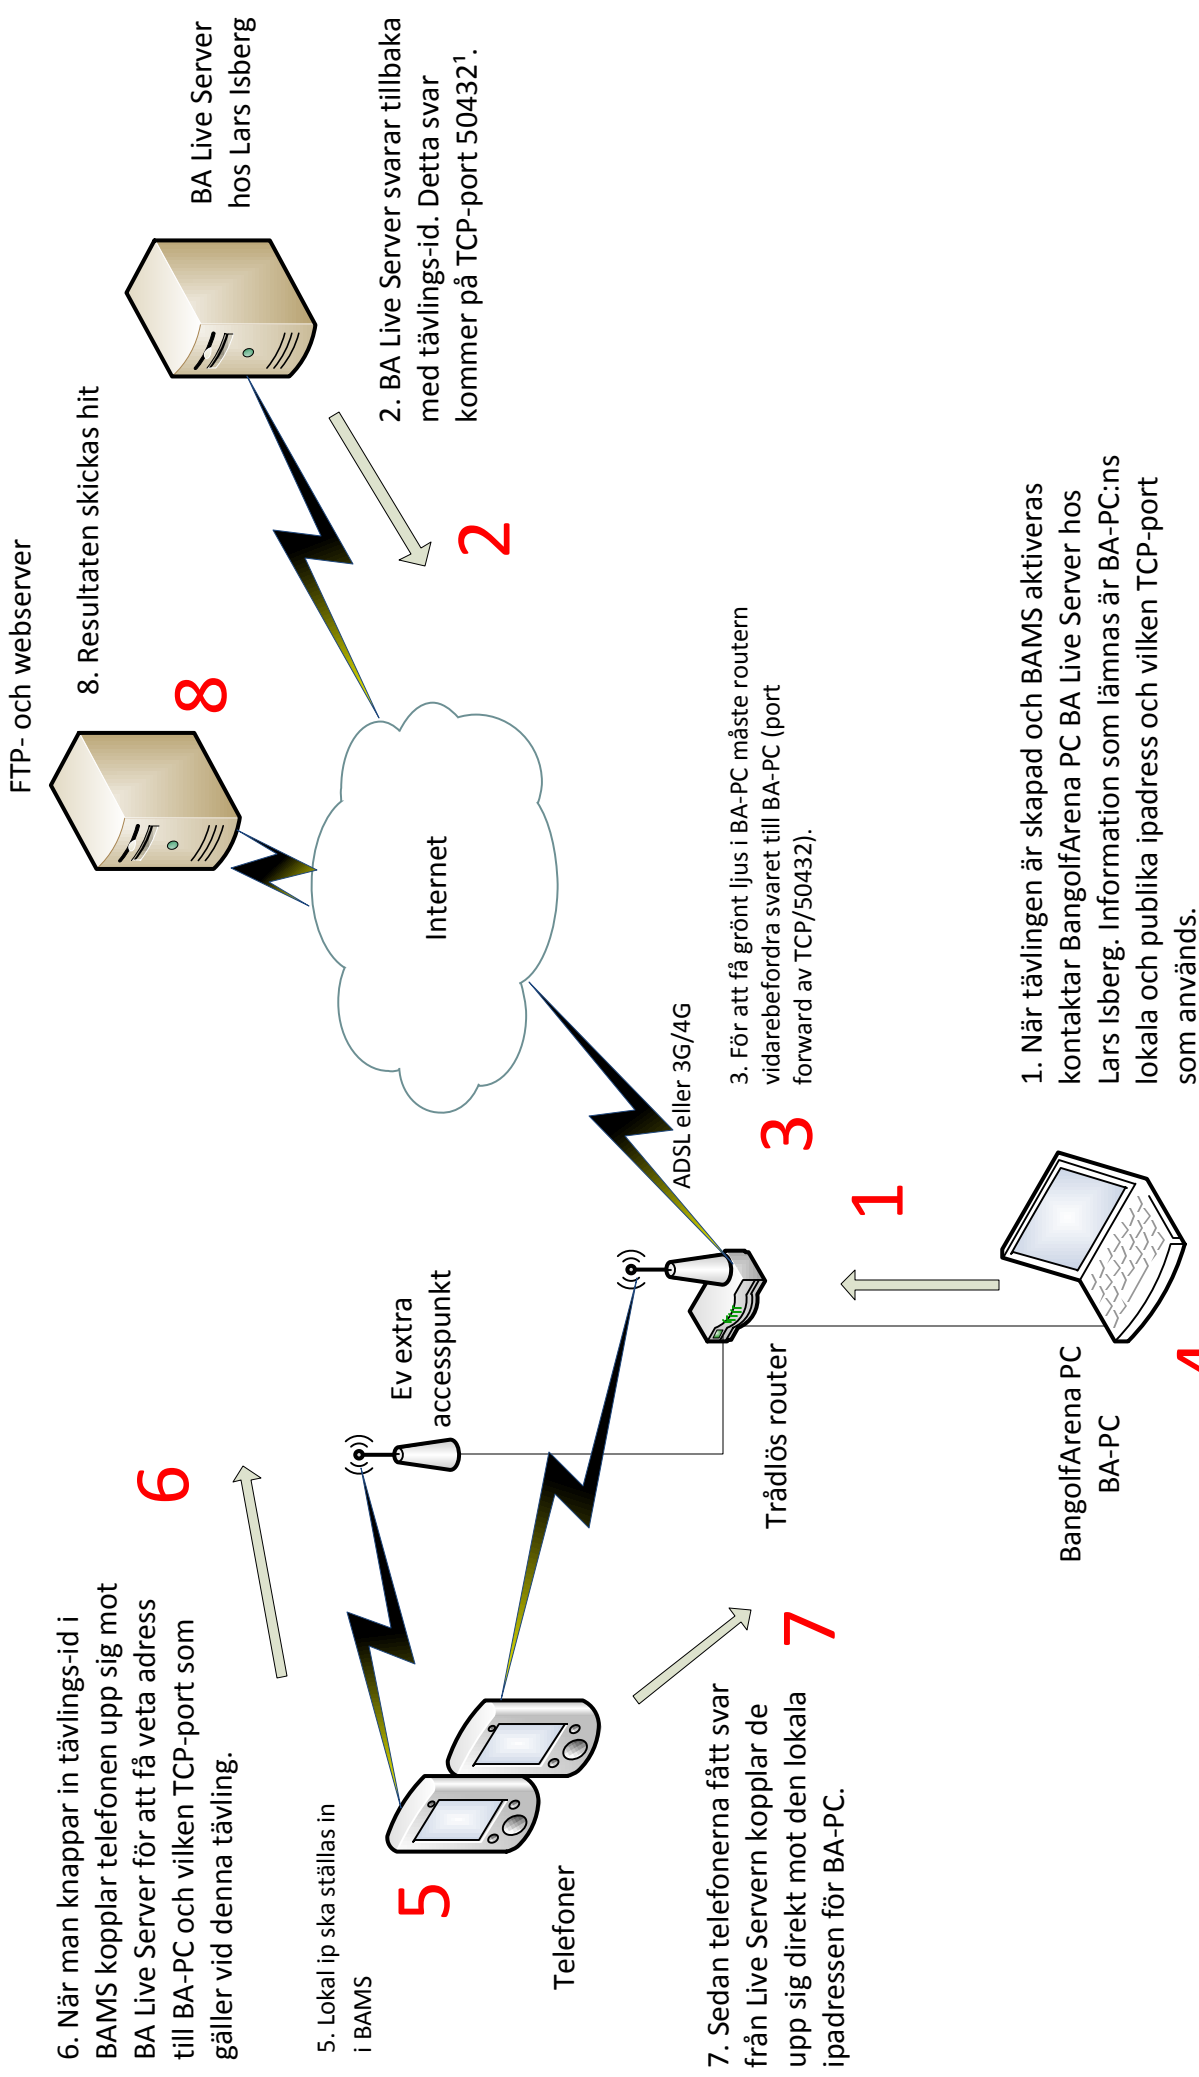 6. När man knappar in tävlings-id i
BAMS kopplar telefonen upp sig mot
BA Live Server för att få veta adress
till BA-PC och vilken TCP-port som
gäller vid denna tävling.
6
5. Lokal ip ska ställas in
i BAMS
5
Telefoner
7. Sedan telefonerna fått svar
från Live Servern kopplar de
upp sig direkt mot den lokala
ipadressen för BA-PC.
7
Ev extra
accesspunkt
Trådlös router
ADSL eller 3G/4G
BangolfArena PC
BA-PC
4
1
3
3. För att få grönt ljus i BA-PC måste routern
vidarebefordra svaret till BA-PC (port
forward av TCP/50432).
1. När tävlingen är skapad och BAMS aktiveras
kontaktar BangolfArena PC BA Live Server hos
Lars Isberg. Information som lämnas är BA-PC:ns
lokala och publika ipadress och vilken TCP-port
som används.
Internet
FTP- och webserver
8. Resultaten skickas hit
8
2
BA Live Server
hos Lars Isberg
2. BA Live Server svarar tillbaka
med tävlings-id. Detta svar
kommer på TCP-port 50432¹.